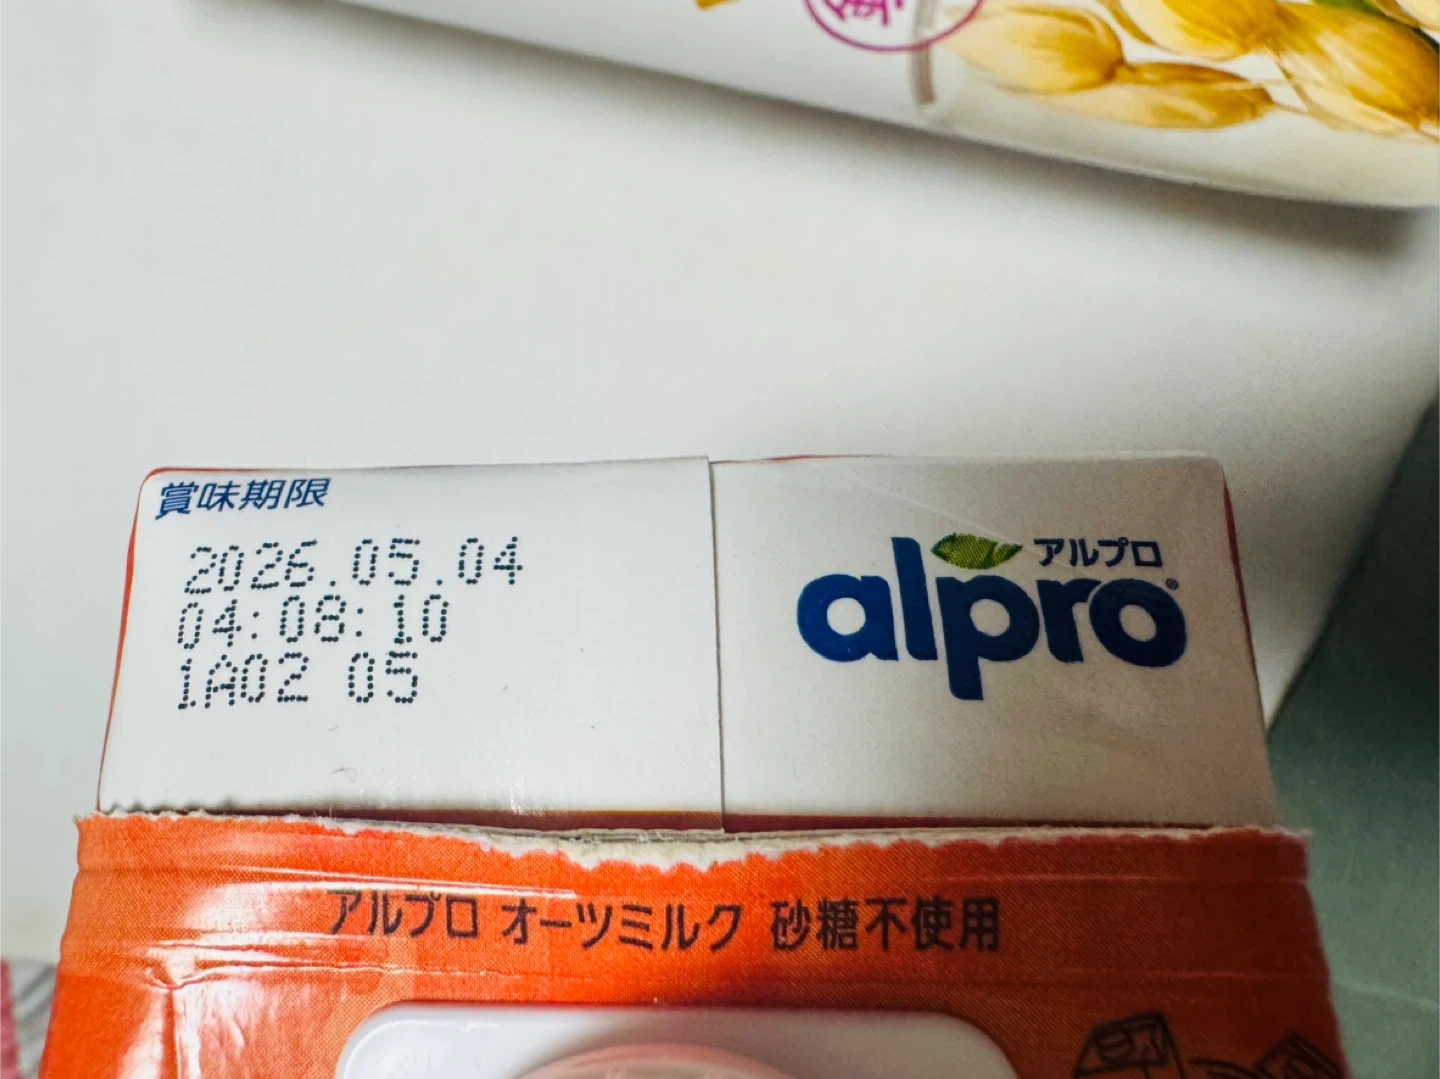 賞味期限
2026.05.04
04:08:10
1A02 05
アルプロ
alpro®
アルプロ オーツミルク 砂糖不使用